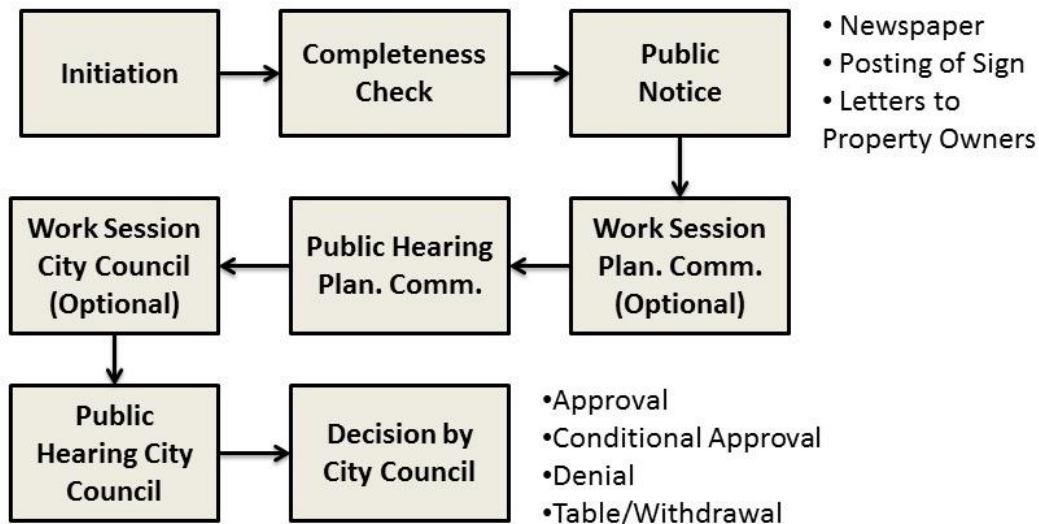 Initiation
Completeness
Check
Public
Notice
• Newspaper
• Posting of Sign
• Letters to
Property Owners
Work Session
City Council
(Optional)
Public Hearing
Plan. Comm.
Work Session
Plan. Comm.
(Optional)
Public
Hearing City
Council
Decision by
City Council
•Approval
•Conditional Approval
•Denial
•Table/Withdrawal